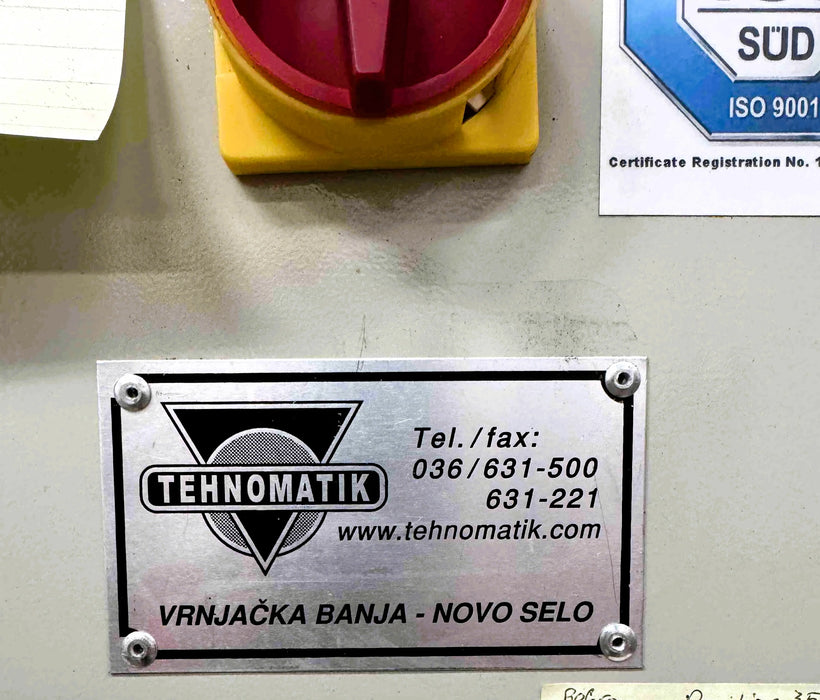 SÜD
ISO 9001
Certificate Registration No.
Tel./fax:
036/631-500
631-221
TEHNOMATIK
www.tehnomatik.com
VRNJAČKA BANJA - NOVO SELO